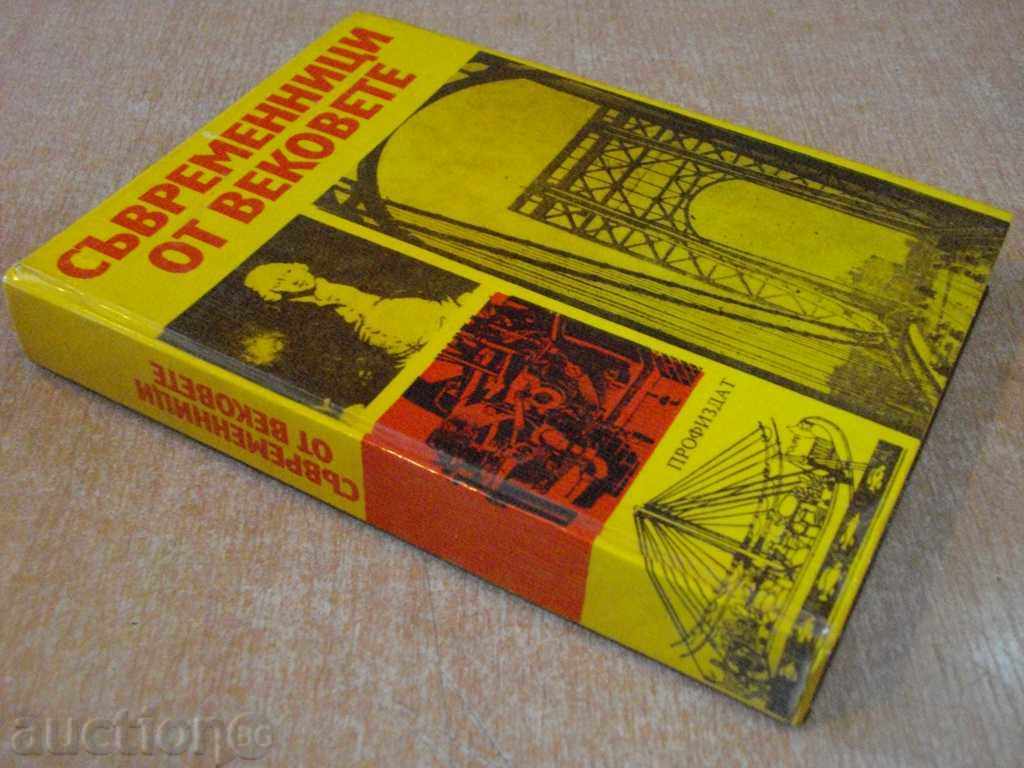 СЪВРЕМЕННИЦИ
ОТ ВЕКОВЕТЕ
ПРОФИЗДАТ
СЪВРЕМЕННИЦИ
ОТ ВЕКОВЕТЕ
auction.bg